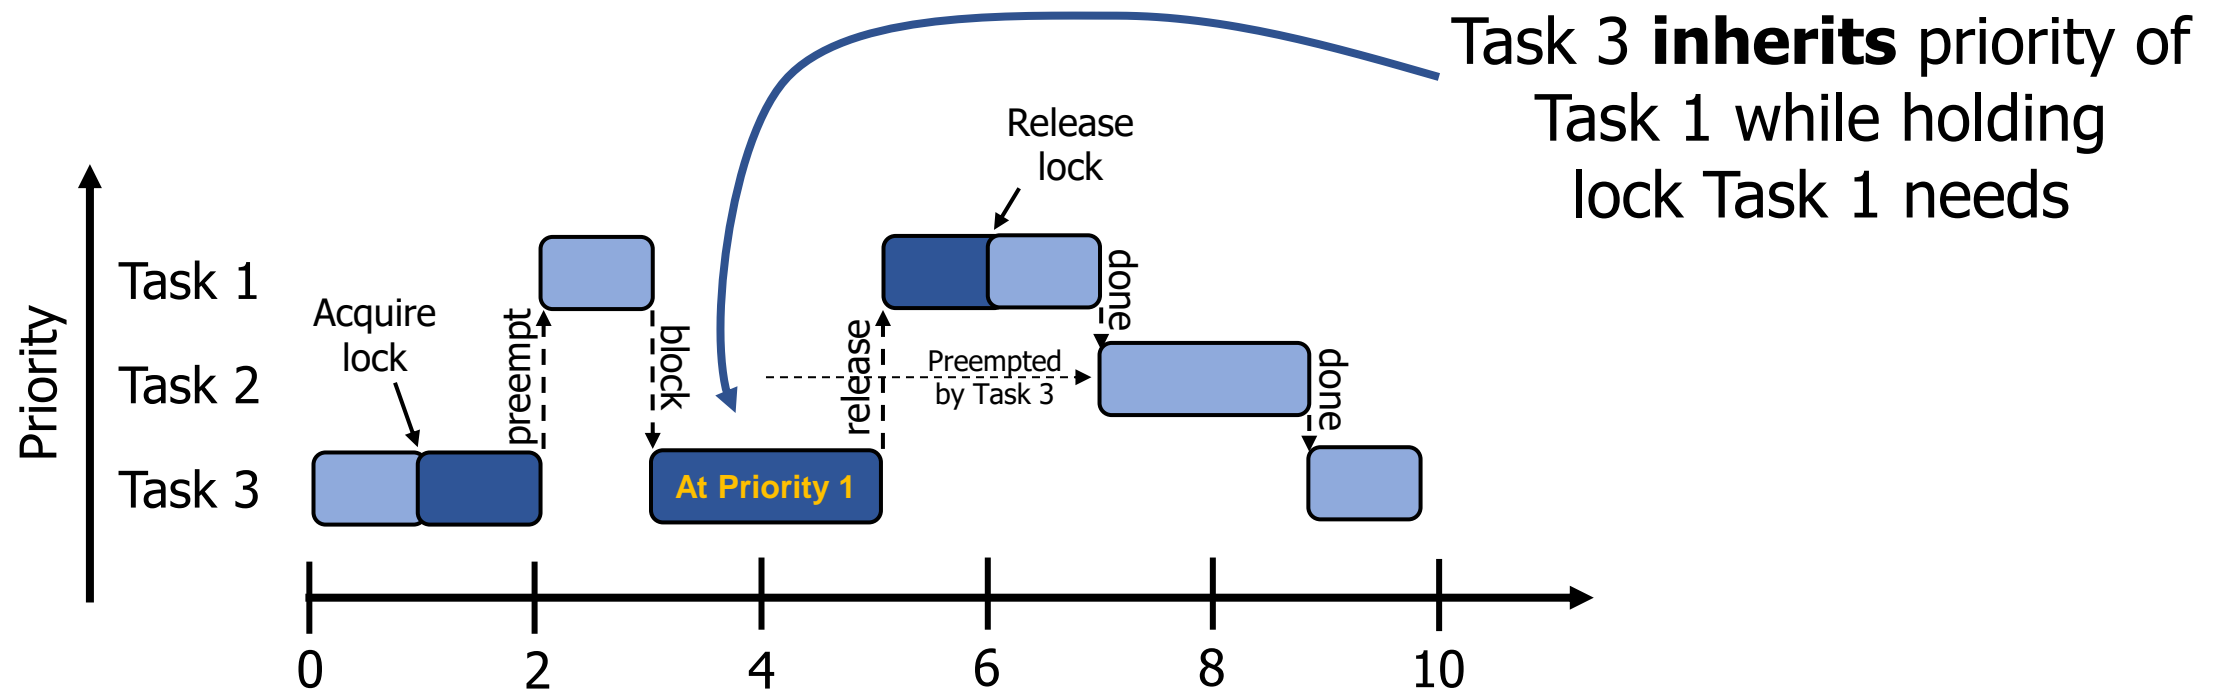 Task 3 inherits priority of
Task 1 while holding
lock Task 1 needs
Release
lock
Priority
Task 1
Task 2
Task 3
Acquire
lock
preempt
block
release
Preempted
by Task 3
done
done
At Priority 1
0
2
4
6
8
10